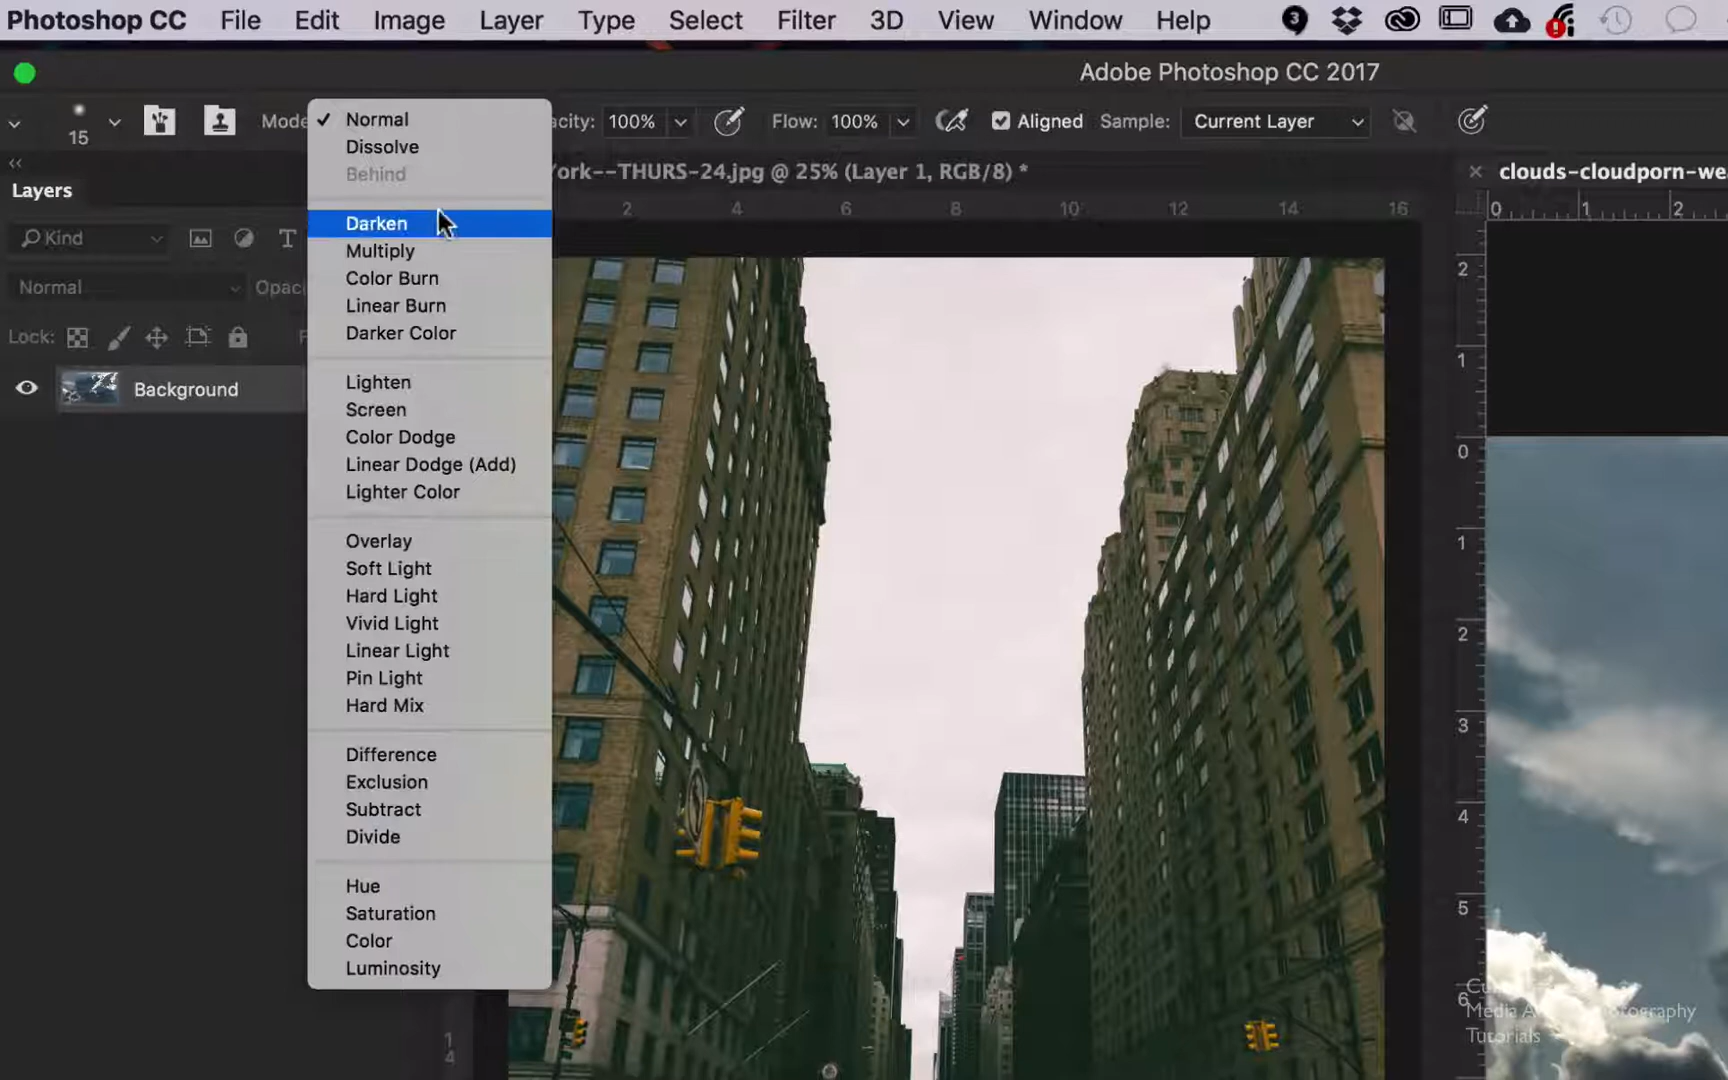 Photoshop CC File Edit Image Layer Type Select Filter 3D View Window Help 3
Adobe Photoshop CC 2017
15 Mode acity: 100% Flow: 100% Aligned Sample: Current Layer
ork--THURS-24.jpg @ 25% (Layer 1, RGB/8) *
clouds-cloudporn-wea
Layers
2 4 6 8 10 12 14 16
0 1 2
Kind T
Normal Opaci
Lock: F
Background
Normal
Dissolve
Behind
Darken
Multiply
Color Burn
Linear Burn
Darker Color
Lighten
Screen
Color Dodge
Linear Dodge (Add)
Lighter Color
Overlay
Soft Light
Hard Light
Vivid Light
Linear Light
Pin Light
Hard Mix
Difference
Exclusion
Subtract
Divide
Hue
Saturation
Color
Luminosity
1
4
2
1
0
1
2
3
4
5
6
Media A
Tutorials